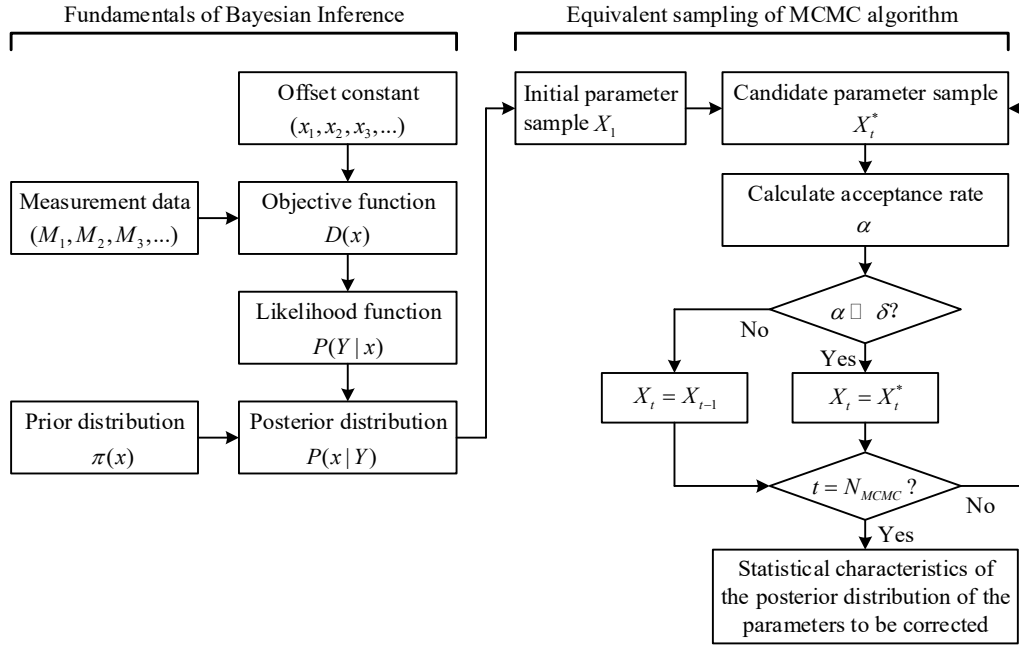 Fundamentals of Bayesian Inference
Offset constant
(x₁, x₂, x₃,...)
Measurement data
(M₁, M₂, M₃,...)
Objective function
D(x)
Likelihood function
P(Y | x)
Prior distribution
π(x)
Posterior distribution
P(x | Y)
Equivalent sampling of MCMC algorithm
Initial parameter
sample X₁
Candidate parameter sample
Xₜ*
Calculate acceptance rate
α
α □ δ?
No
Yes
Xₜ = Xₜ₋₁
Xₜ = Xₜ*
t = N_MCMC ?
No
Yes
Statistical characteristics of
the posterior distribution of the
parameters to be corrected